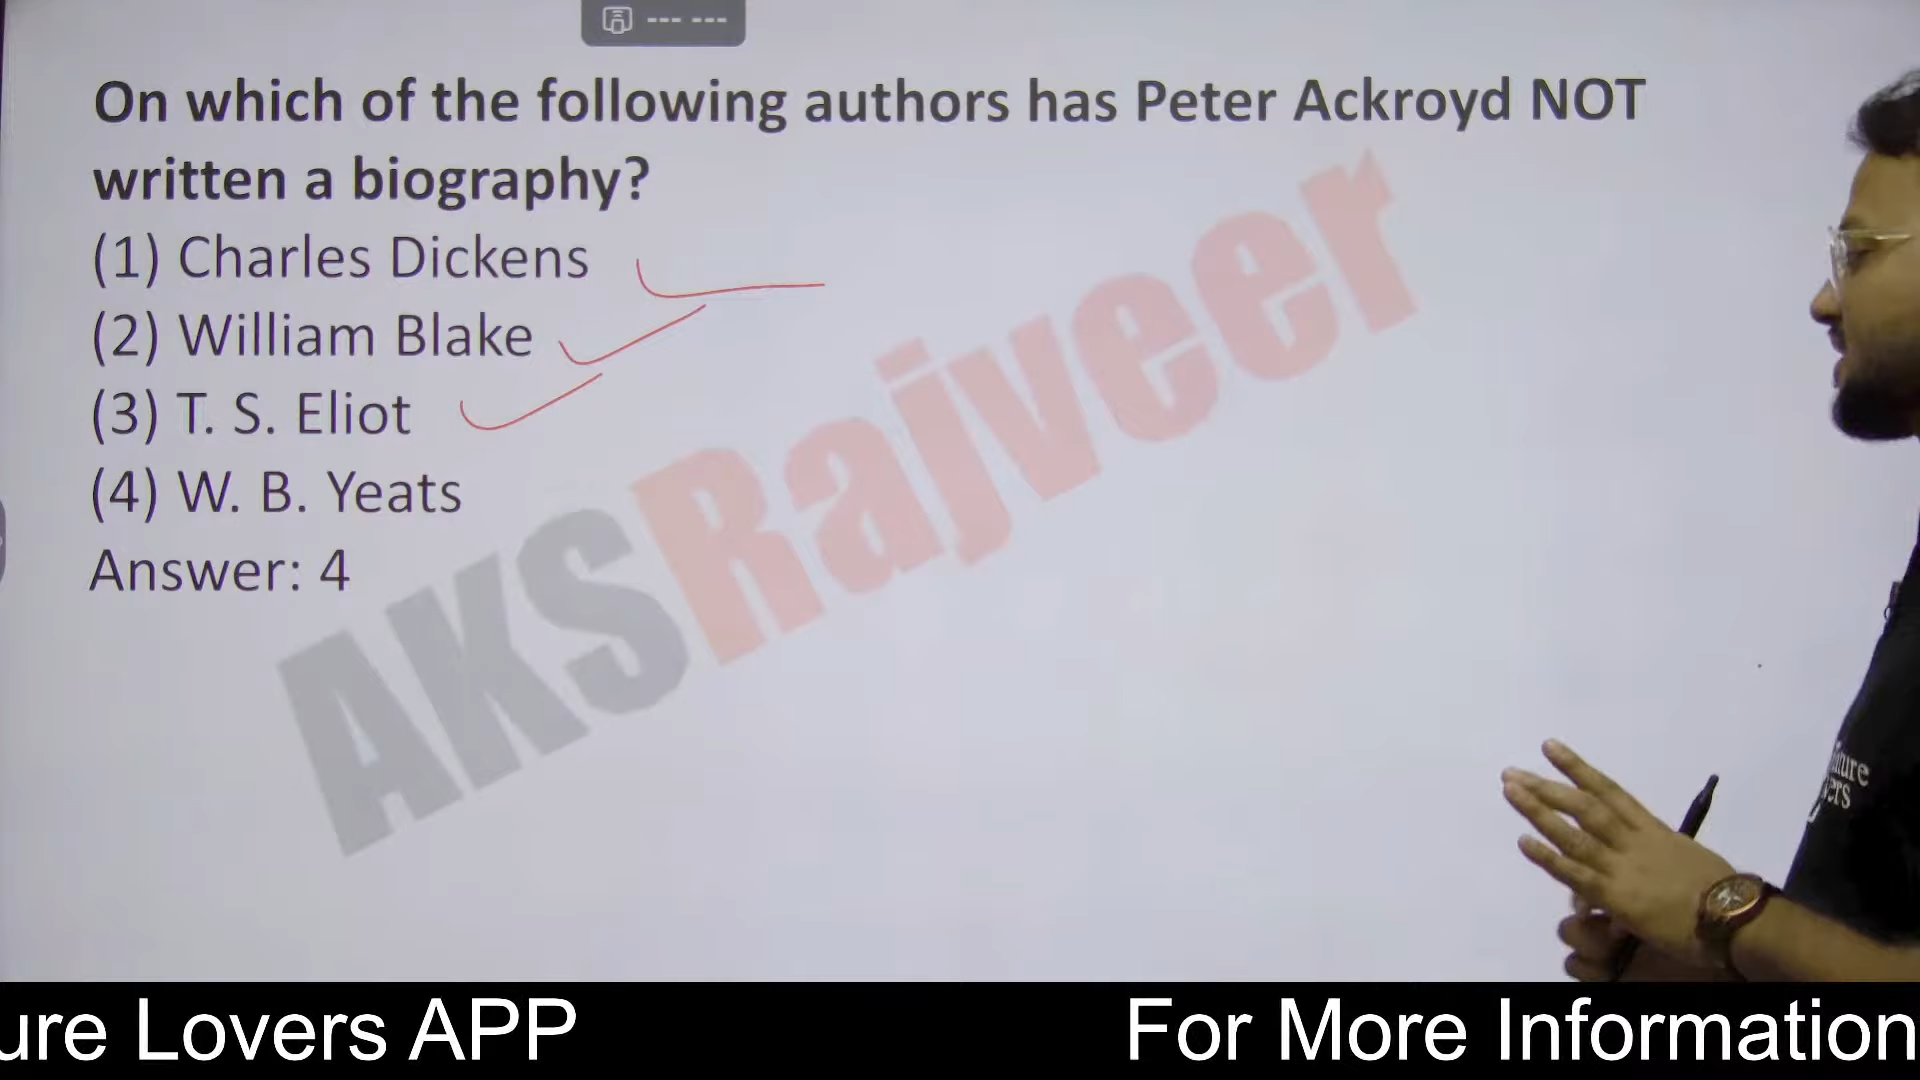 --- ---
On which of the following authors has Peter Ackroyd NOT
written a biography?
(1) Charles Dickens
(2) William Blake
(3) T. S. Eliot
(4) W. B. Yeats
Answer: 4
AKSRajveer
ure Lovers APP For More Information